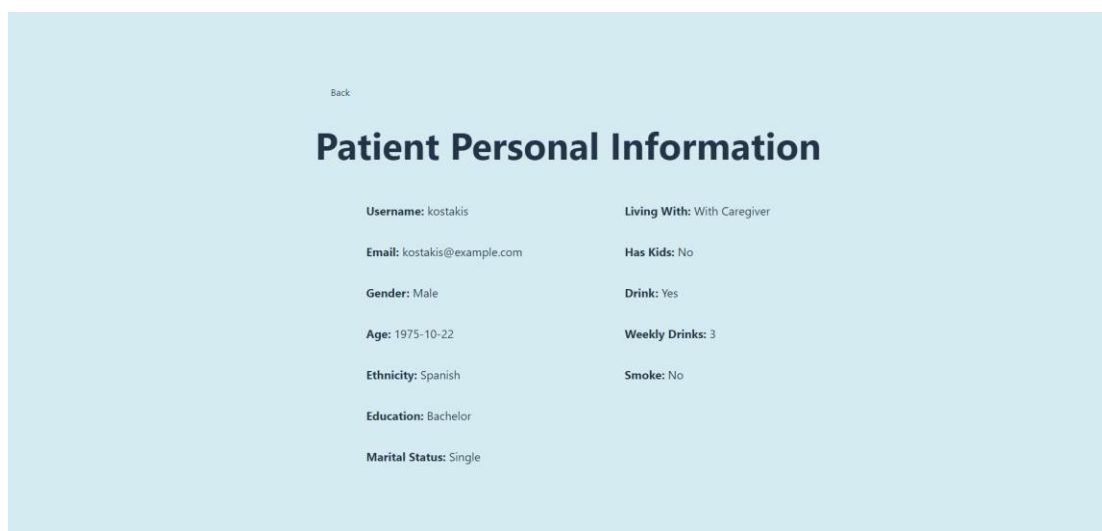 Back
Patient Personal Information
Username: kostakis
Email: kostakis@example.com
Gender: Male
Age: 1975-10-22
Ethnicity: Spanish
Education: Bachelor
Marital Status: Single
Living With: With Caregiver
Has Kids: No
Drink: Yes
Weekly Drinks: 3
Smoke: No